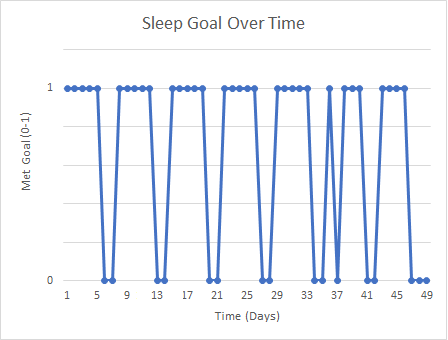 Sleep Goal Over Time
1
0
Met Goal (0-1)
1 5 9 13 17 21 25 29 33 37 41 45 49
Time (Days)